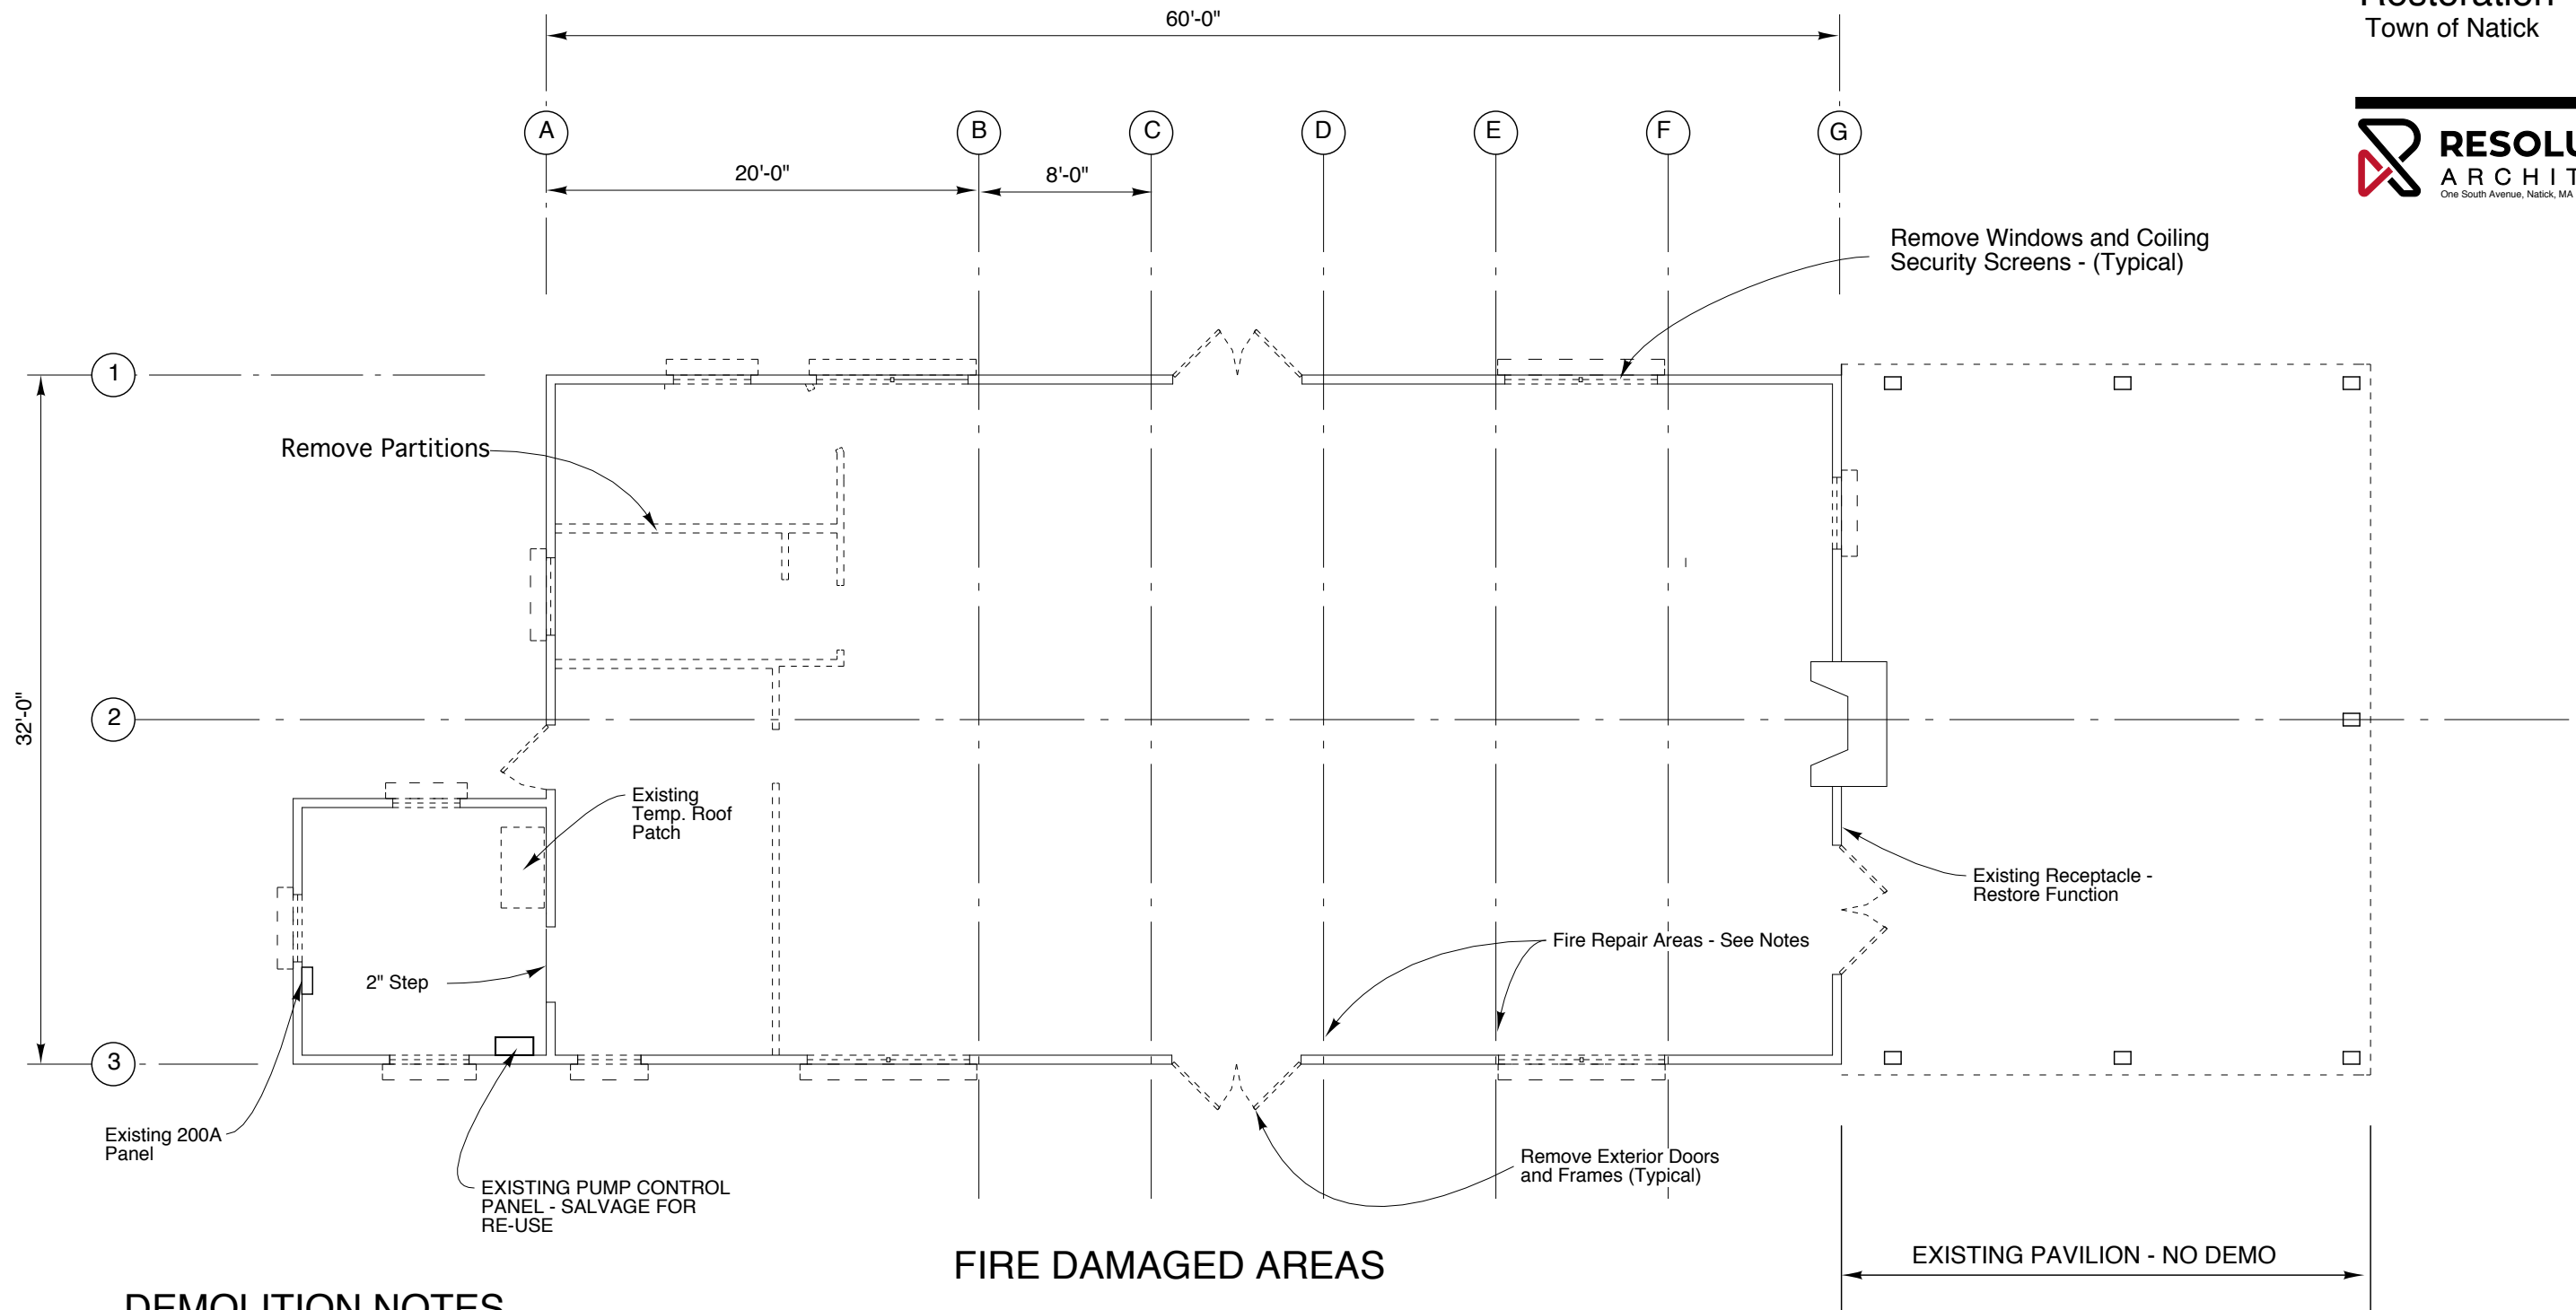 60'-0"
Restoration
Town of Natick
A
B
C
D
E
F
G
20'-0"
8'-0"
RESOLU
ARCHIT
One South Avenue, Natick, MA
Remove Windows and Coiling
Security Screens - (Typical)
1
Remove Partitions
32'-0"
2
Existing
Temp. Roof
Patch
Existing Receptacle -
Restore Function
Fire Repair Areas - See Notes
2" Step
3
Existing 200A
Panel
EXISTING PUMP CONTROL
PANEL - SALVAGE FOR
RE-USE
Remove Exterior Doors
and Frames (Typical)
FIRE DAMAGED AREAS
EXISTING PAVILION - NO DEMO
DEMOLITION NOTES